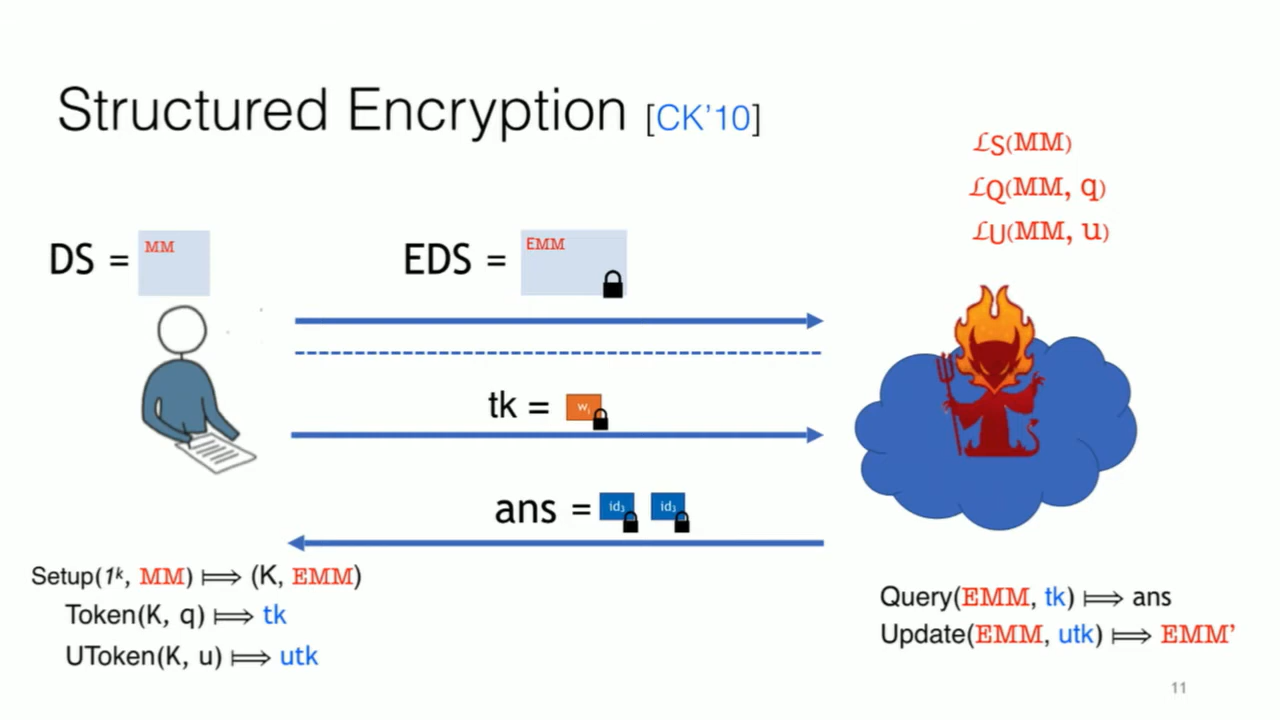 Structured Encryption [CK’10]
ℒS(MM)
ℒQ(MM, q)
ℒU(MM, u)
DS = MM
EDS = EMM
tk = wᵢ
ans =
Setup(1ᵏ, MM) ⟾ (K, EMM)
Token(K, q) ⟾ tk
UToken(K, u) ⟾ utk
Query(EMM, tk) ⟾ ans
Update(EMM, utk) ⟾ EMM’
11